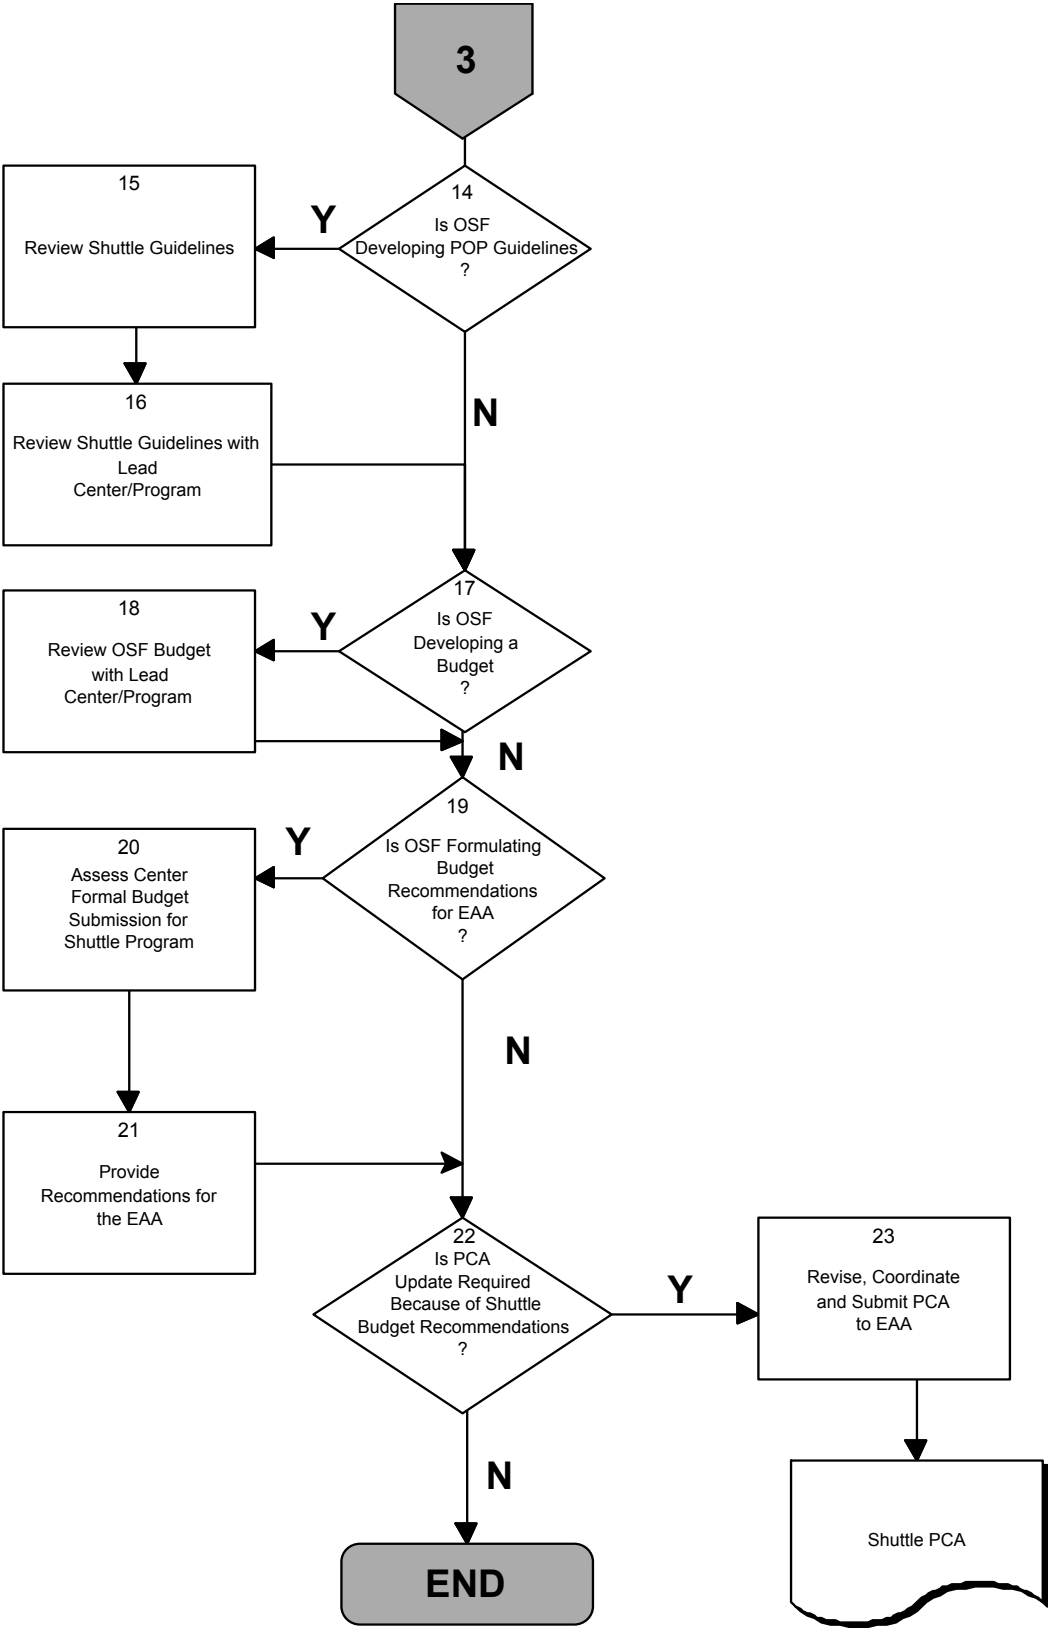 3
14
Is OSF
Developing POP Guidelines
?
Y
15
Review Shuttle Guidelines
16
Review Shuttle Guidelines with
Lead
Center/Program
N
17
Is OSF
Developing a
Budget
?
Y
18
Review OSF Budget
with Lead
Center/Program
N
19
Is OSF Formulating
Budget
Recommendations
for EAA
?
Y
20
Assess Center
Formal Budget
Submission for
Shuttle Program
N
21
Provide
Recommendations for
the EAA
22
Is PCA
Update Required
Because of Shuttle
Budget Recommendations
?
Y
23
Revise, Coordinate
and Submit PCA
to EAA
N
Shuttle PCA
END